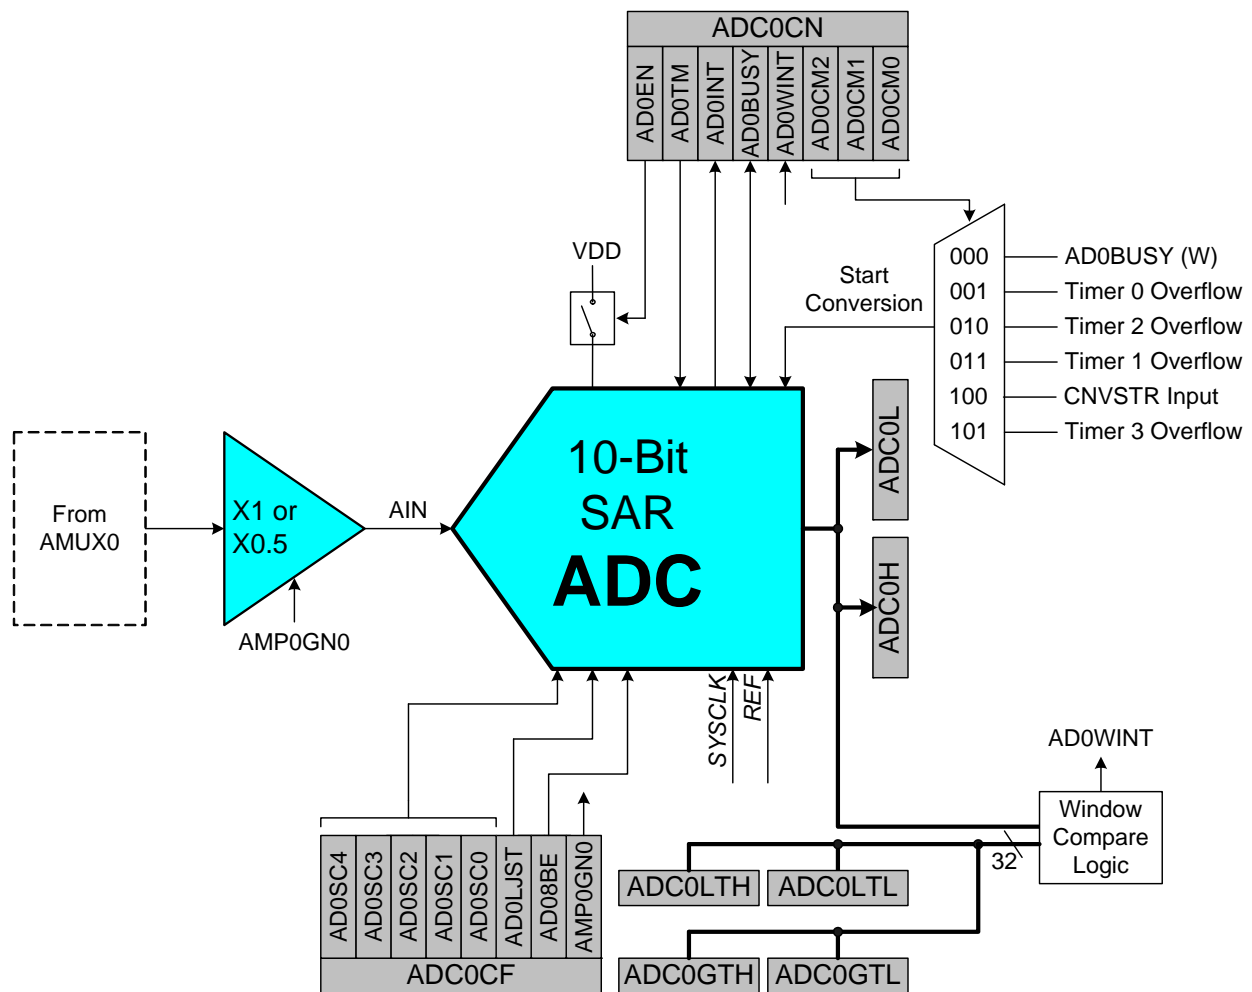 ADC0CN
AD0EN
AD0TM
AD0INT
AD0BUSY
AD0WINT
AD0CM2
AD0CM1
AD0CM0
VDD
Start
Conversion
000
AD0BUSY (W)
001
Timer 0 Overflow
010
Timer 2 Overflow
011
Timer 1 Overflow
100
CNVSTR Input
101
Timer 3 Overflow
From
AMUX0
X1 or
X0.5
AIN
AMP0GN0
10-Bit
SAR
ADC
ADC0L
ADC0H
SYSCLK
REF
AD0WINT
Window
Compare
Logic
32
AD0SC4
AD0SC3
AD0SC2
AD0SC1
AD0SC0
AD0LJST
AD08BE
AMP0GN0
ADC0CF
ADC0LTH
ADC0LTL
ADC0GTH
ADC0GTL